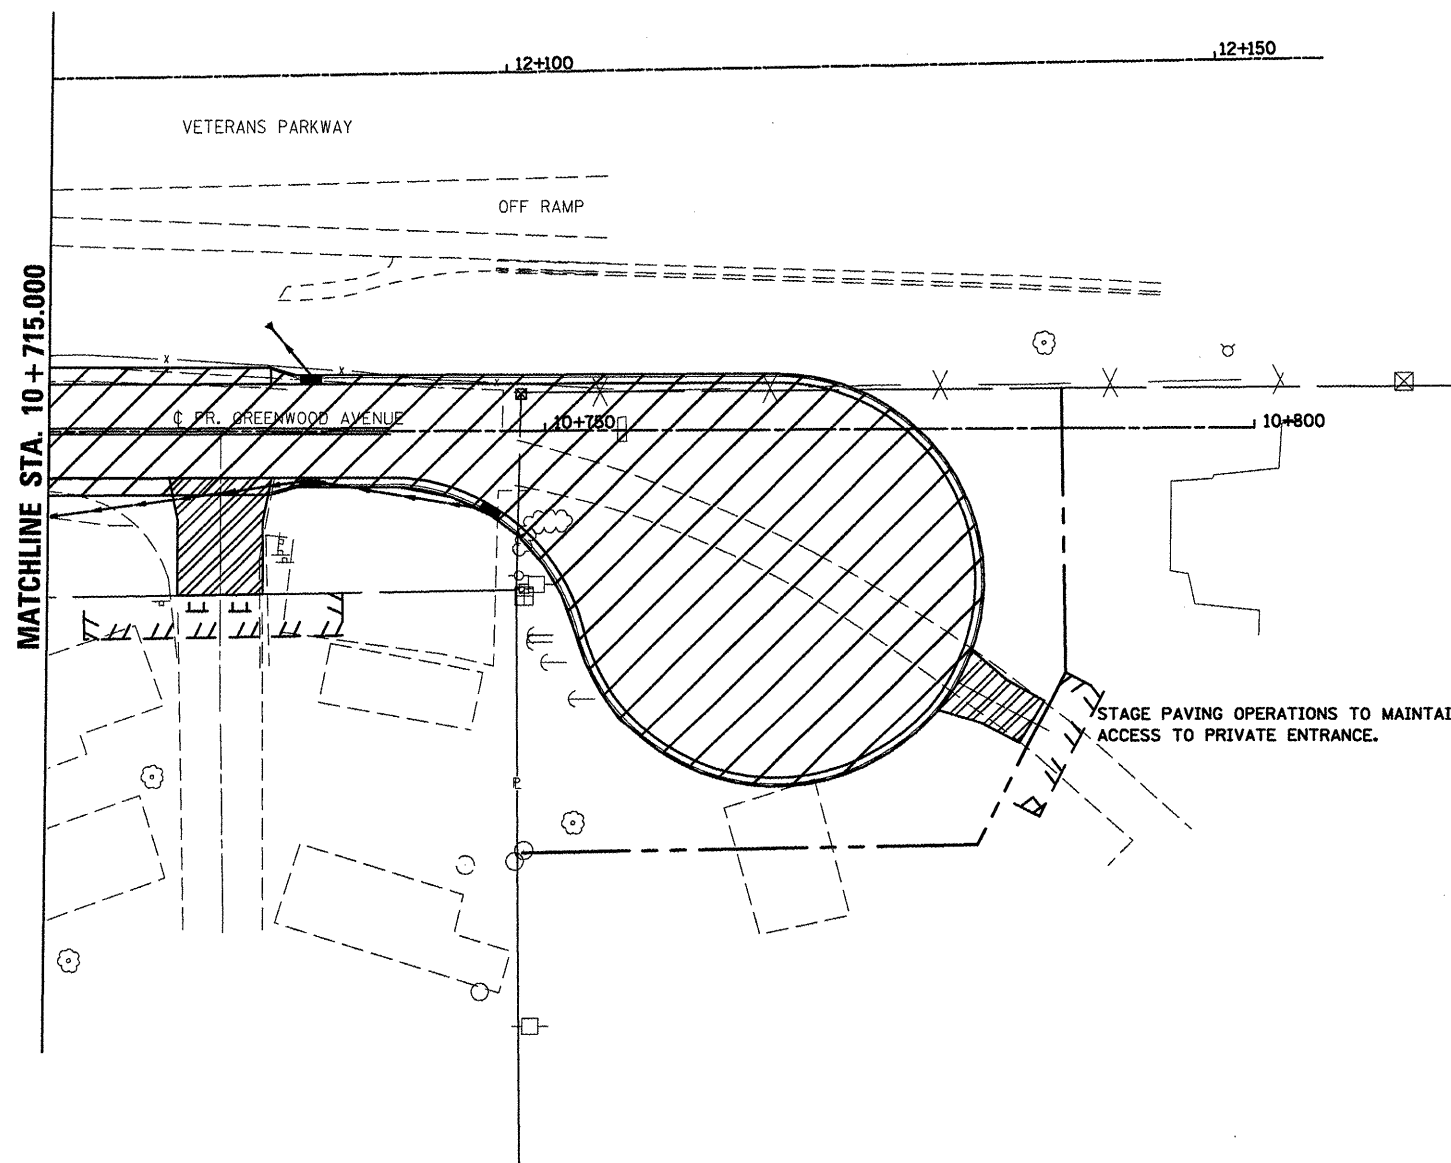 12+100
12+150
VETERANS PARKWAY
OFF RAMP
MATCHLINE STA. 10+715.000
℄ PR. GREENWOOD AVENUE
10+750
10+800
STAGE PAVING OPERATIONS TO MAINTAI
ACCESS TO PRIVATE ENTRANCE.